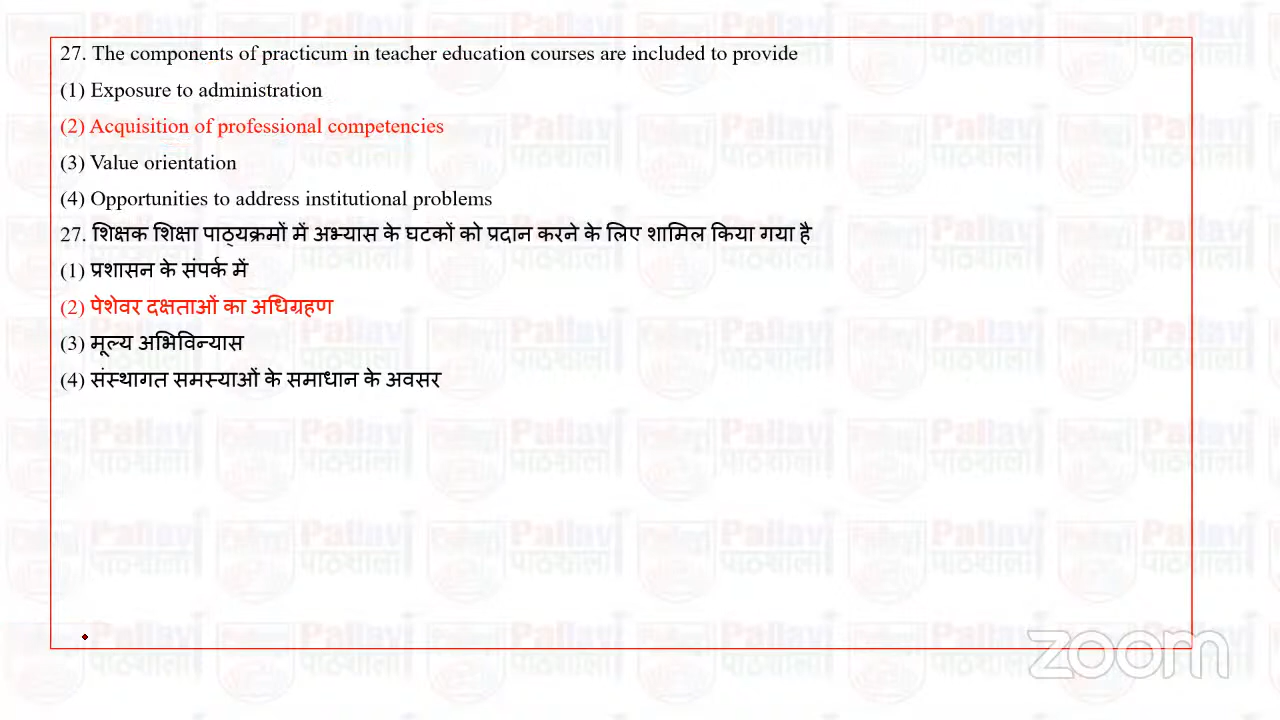 27. The components of practicum in teacher education courses are included to provide
(1) Exposure to administration
(2) Acquisition of professional competencies
(3) Value orientation
(4) Opportunities to address institutional problems
27. शिक्षक शिक्षा पाठ्यक्रमों में अभ्यास के घटकों को प्रदान करने के लिए शामिल किया गया है
(1) प्रशासन के संपर्क में
(2) पेशेवर दक्षताओं का अधिग्रहण
(3) मूल्य अभिविन्यास
(4) संस्थागत समस्याओं के समाधान के अवसर
zoom